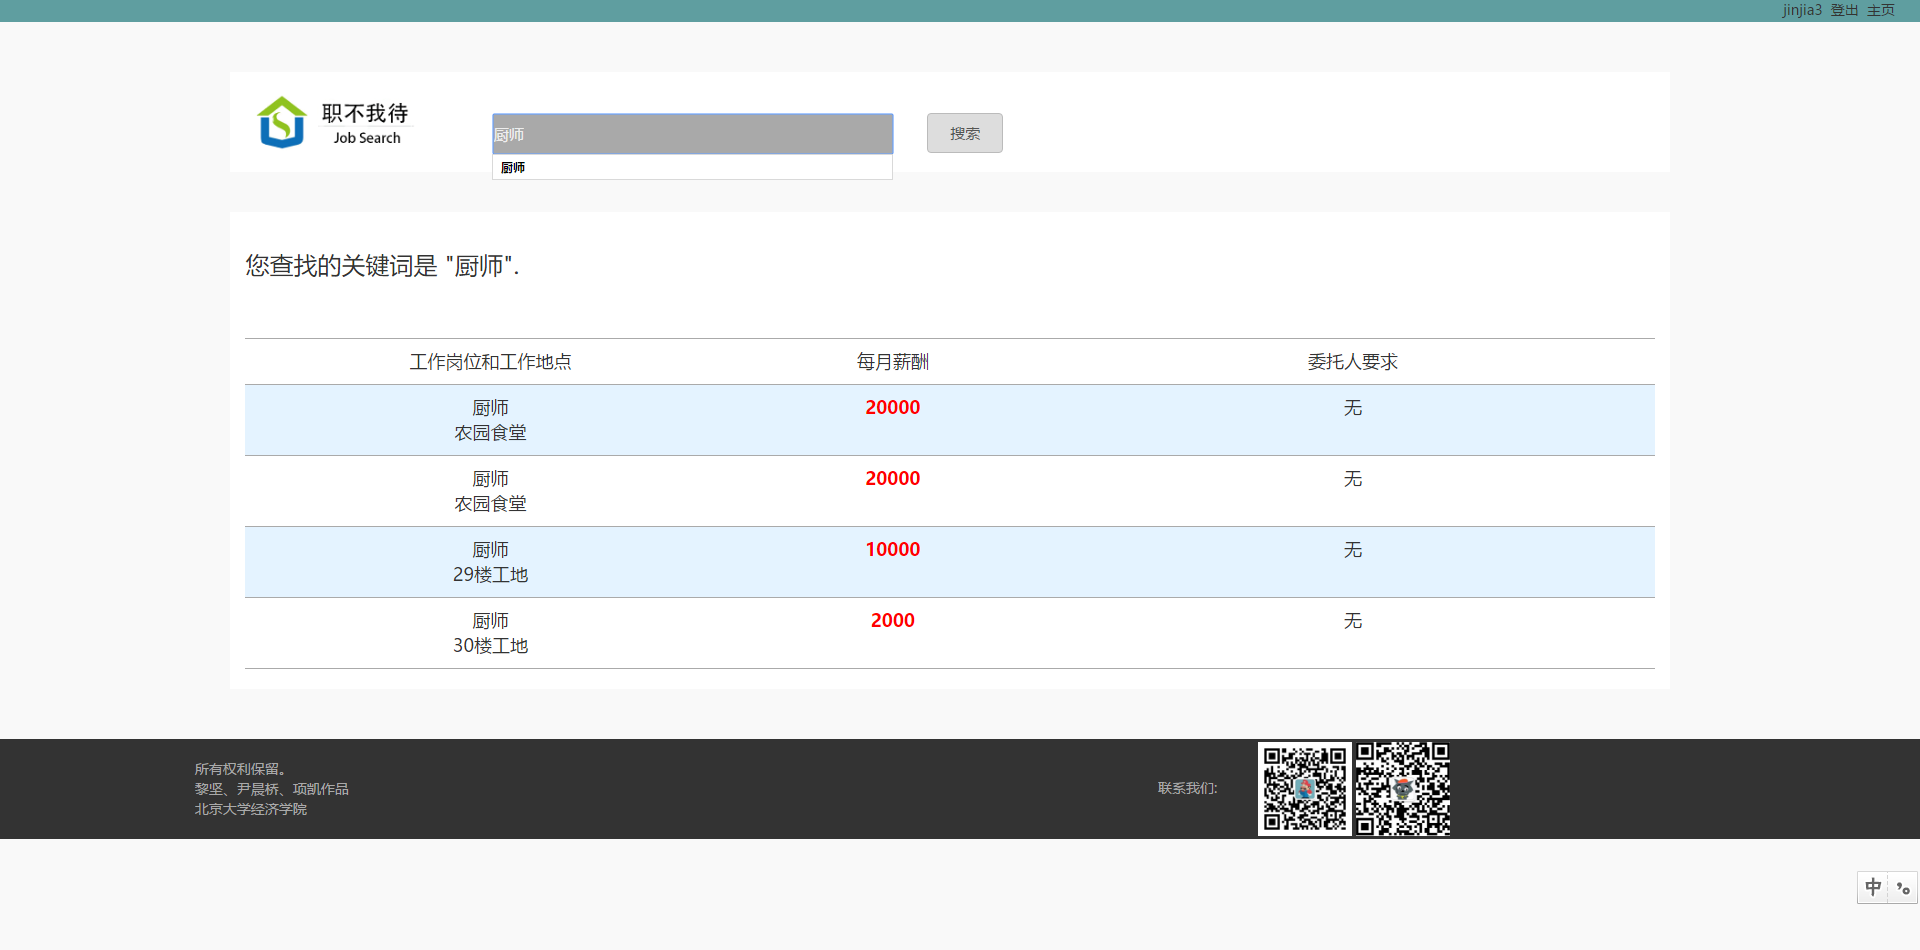 jinjia3 登出 主页
职不我待
Job Search
厨师
搜索
厨师
您查找的关键词是 "厨师".
工作岗位和工作地点 每月薪酬 委托人要求
厨师 20000 无
农园食堂
厨师 20000 无
农园食堂
厨师 10000 无
29楼工地
厨师 2000 无
30楼工地
所有权利保留。
黎坚、尹晨桥、项凯作品
北京大学经济学院
联系我们:
中